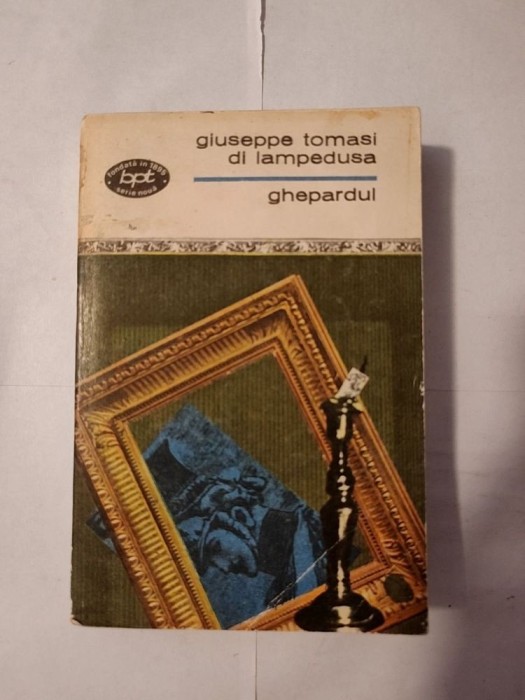 giuseppe tomasi
di lampedusa
ghepardul
fondată în 1895
bpt
serie nouă